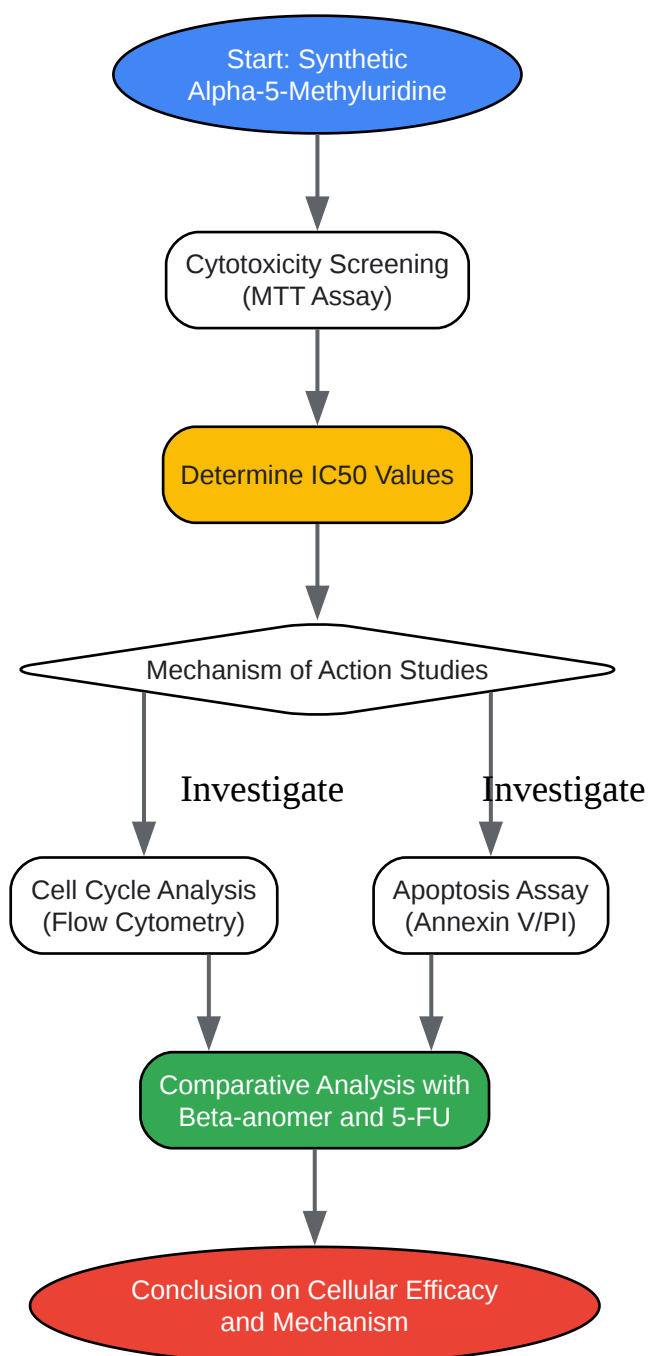 Start: Synthetic
Alpha-5-Methyluridine
Cytotoxicity Screening
(MTT Assay)
Determine IC50 Values
Mechanism of Action Studies
Investigate
Investigate
Cell Cycle Analysis
(Flow Cytometry)
Apoptosis Assay
(Annexin V/PI)
Comparative Analysis with
Beta-anomer and 5-FU
Conclusion on Cellular Efficacy
and Mechanism